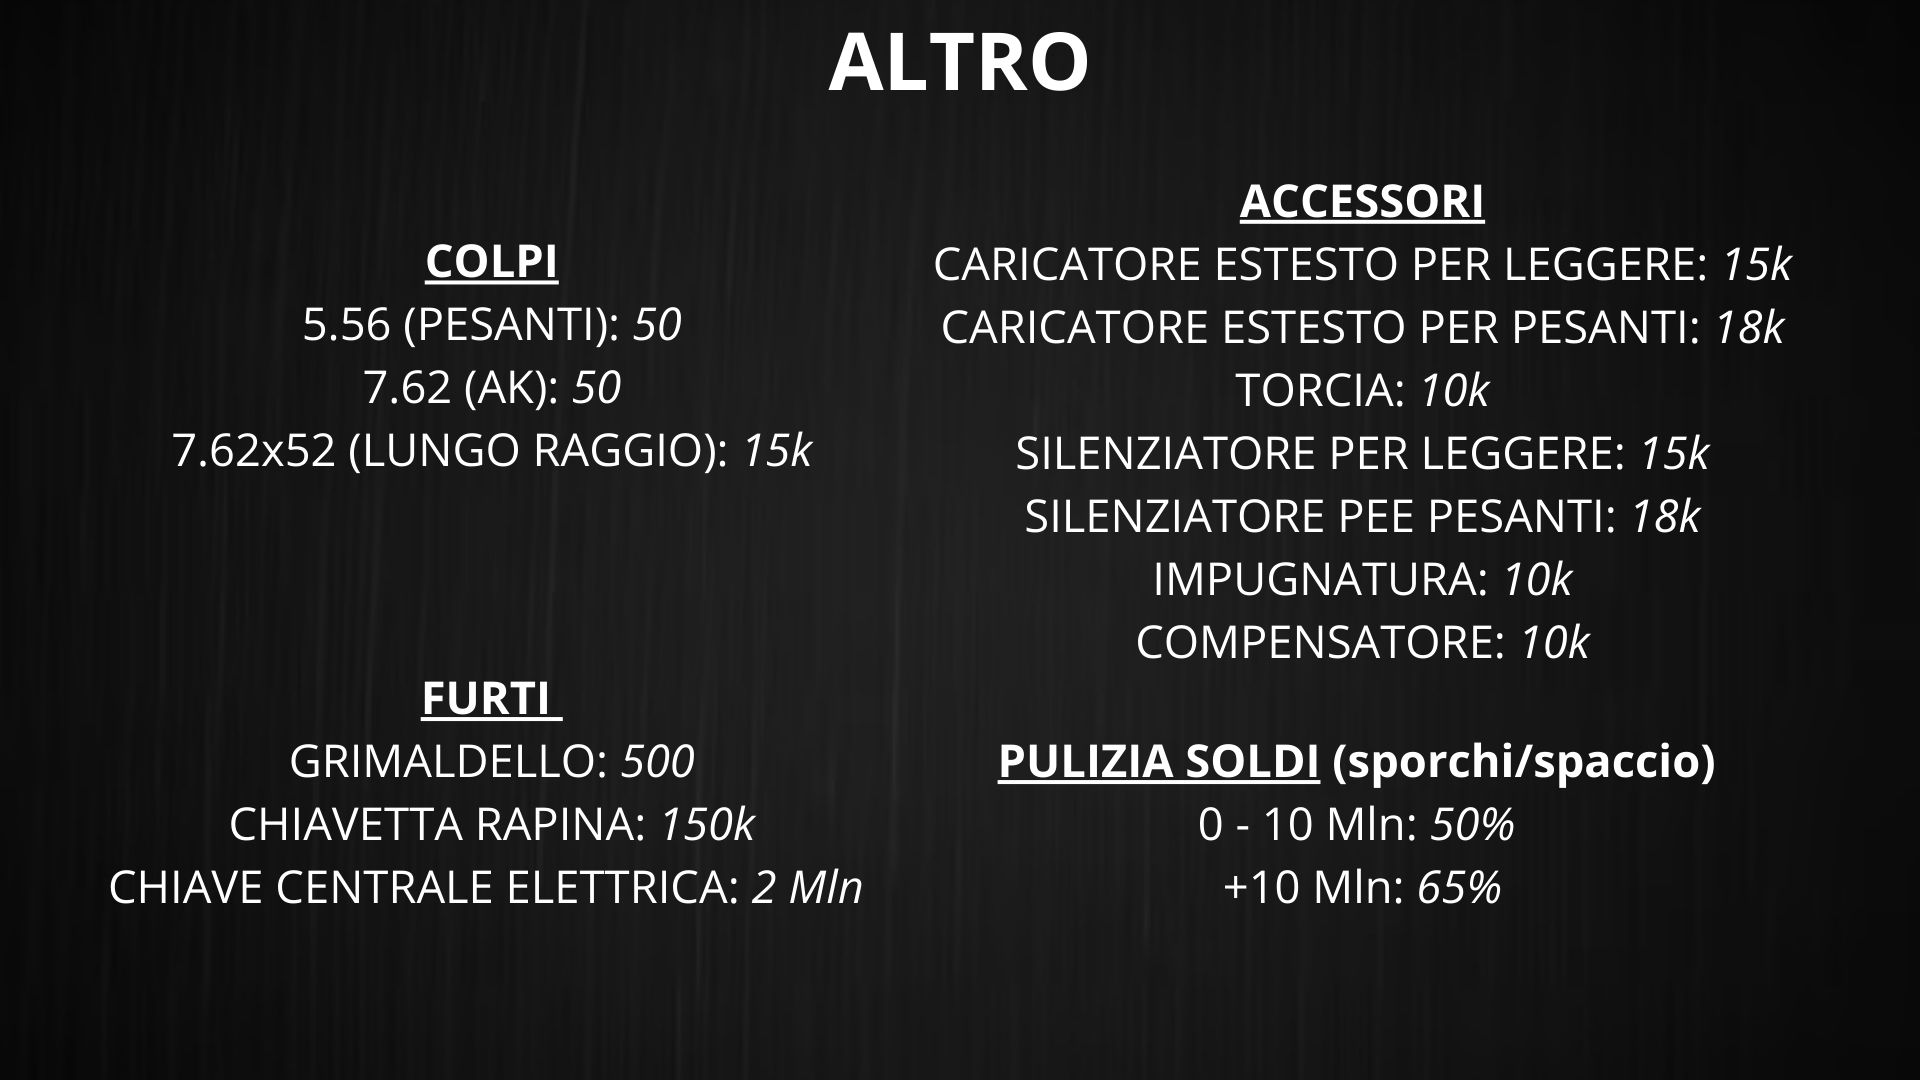 ALTRO
COLPI
5.56 (PESANTI): 50
7.62 (AK): 50
7.62x52 (LUNGO RAGGIO): 15k
FURTI
GRIMALDELLO: 500
CHIAVETTA RAPINA: 150k
CHIAVE CENTRALE ELETTRICA: 2 Mln
ACCESSORI
CARICATORE ESTESTO PER LEGGERE: 15k
CARICATORE ESTESTO PER PESANTI: 18k
TORCIA: 10k
SILENZIATORE PER LEGGERE: 15k
SILENZIATORE PEE PESANTI: 18k
IMPUGNATURA: 10k
COMPENSATORE: 10k
PULIZIA SOLDI (sporchi/spaccio)
0 - 10 Mln: 50%
+10 Mln: 65%